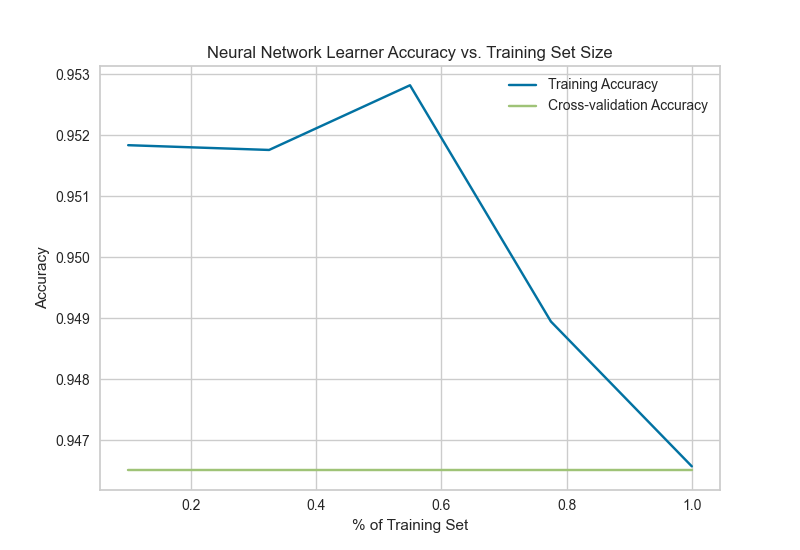 Neural Network Learner Accuracy vs. Training Set Size
Training Accuracy
Cross-validation Accuracy
0.953
0.952
0.951
0.950
0.949
0.948
0.947
Accuracy
0.2 0.4 0.6 0.8 1.0
% of Training Set